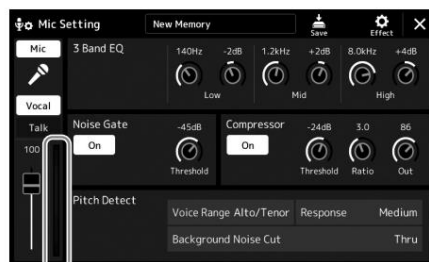 Mic Setting
New Memory
Save
Effect
Mic
3 Band EQ
140Hz -2dB 1.2kHz +2dB 8.0kHz +4dB
Low Mid High
Vocal
Talk
Noise Gate
On
-45dB
Threshold
Compressor
On
-24dB 3.0 86
Threshold Ratio Out
100
Pitch Detect
Voice Range Alto/Tenor Response Medium
Background Noise Cut Thru